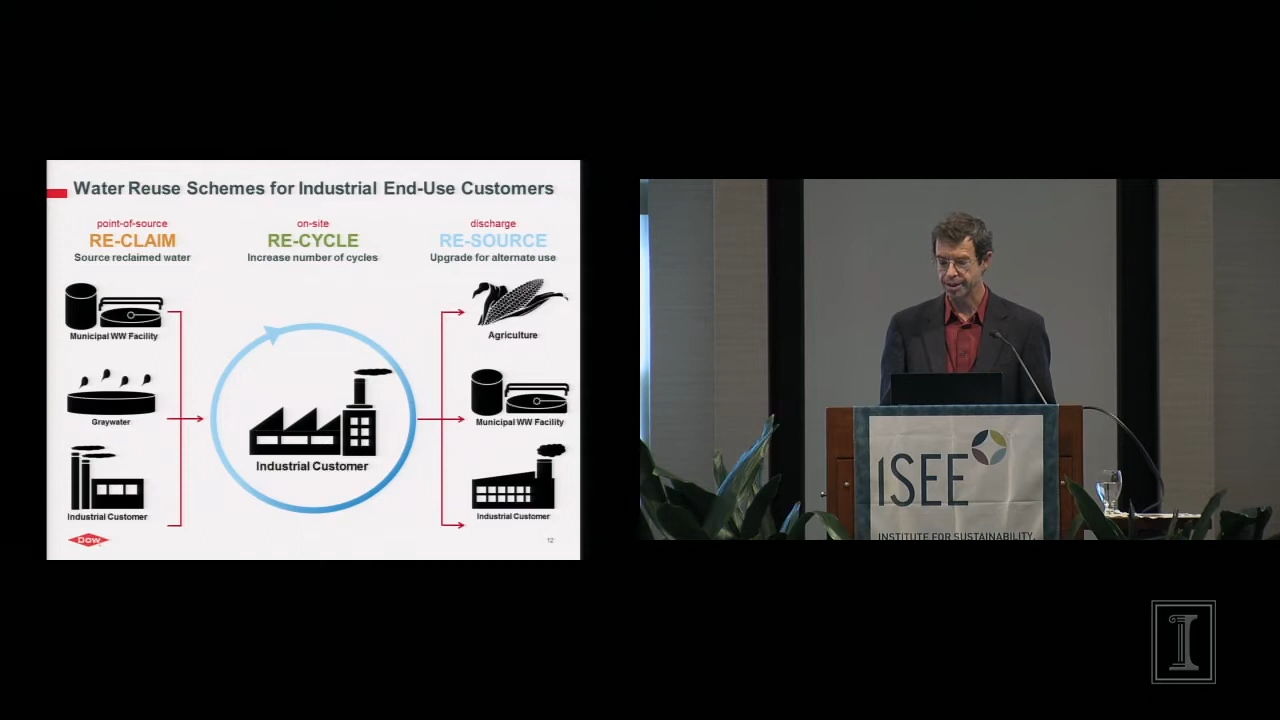 Water Reuse Schemes for Industrial End-Use Customers
point-of-source
RE-CLAIM
Source reclaimed water
on-site
RE-CYCLE
Increase number of cycles
discharge
RE-SOURCE
Upgrade for alternate use
Municipal WW Facility
Graywater
Industrial Customer
Industrial Customer
Agriculture
Municipal WW Facility
Industrial Customer
Dow
12
ISEE
INSTITUTE FOR SUSTAINABILITY,
I